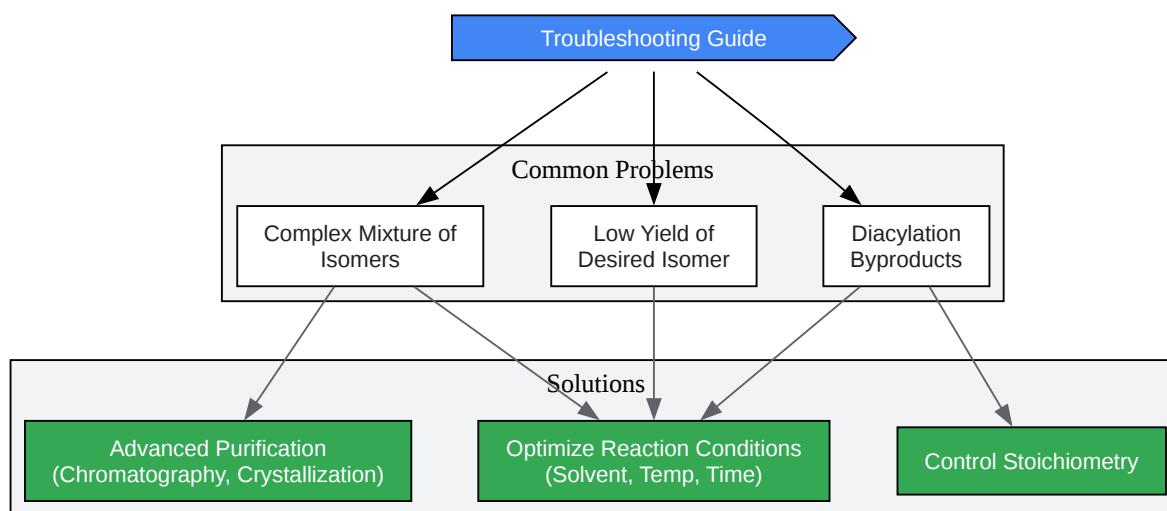 Troubleshooting Guide
Common Problems
Complex Mixture of
Isomers
Low Yield of
Desired Isomer
Diacylation
Byproducts
Solutions
Advanced Purification
(Chromatography, Crystallization)
Optimize Reaction Conditions
(Solvent, Temp, Time)
Control Stoichiometry